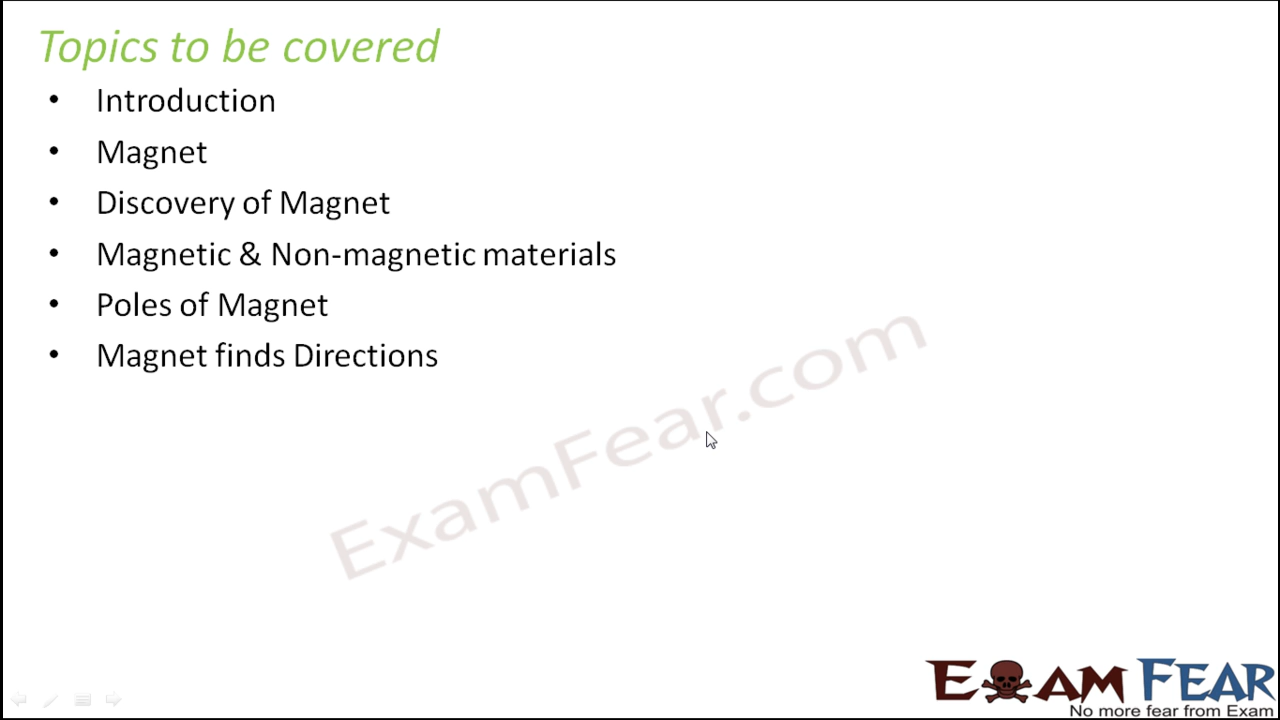 Topics to be covered
• Introduction
• Magnet
• Discovery of Magnet
• Magnetic & Non-magnetic materials
• Poles of Magnet
• Magnet finds Directions
ExamFear.com
EXAM FEAR
No more fear from Exam